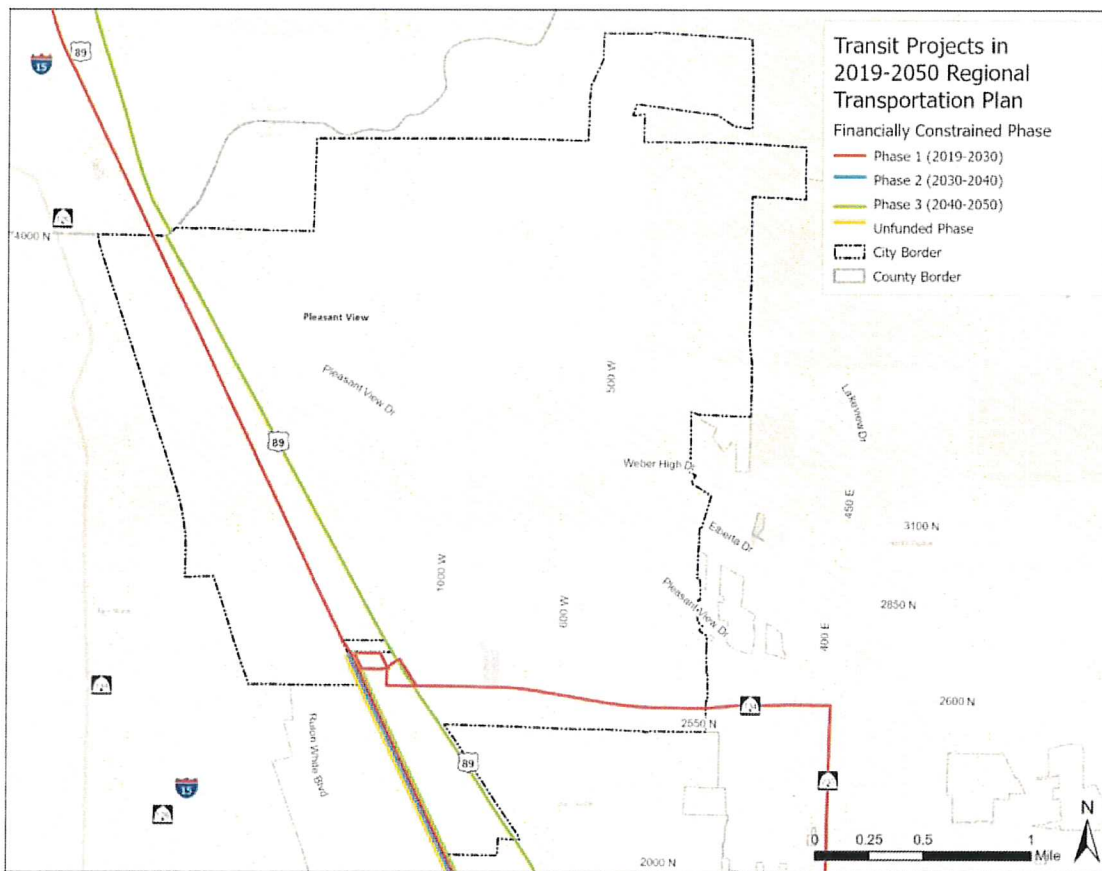 Transit Projects in
2019-2050 Regional
Transportation Plan
Financially Constrained Phase
Phase 1 (2019-2030)
Phase 2 (2030-2040)
Phase 3 (2040-2050)
Unfunded Phase
City Border
County Border
89
15
4000 N
Pleasant View
Pleasant View Dr
500 W
Lakeview Dr
89
Weber High Dr
450 E
3100 N
Elberta Dr
1000 W
600 W
Pleasant View Dr
2850 N
400 E
2600 N
2550 N
Rulon White Blvd
89
15
2000 N
N
0 0.25 0.5 1
Mile